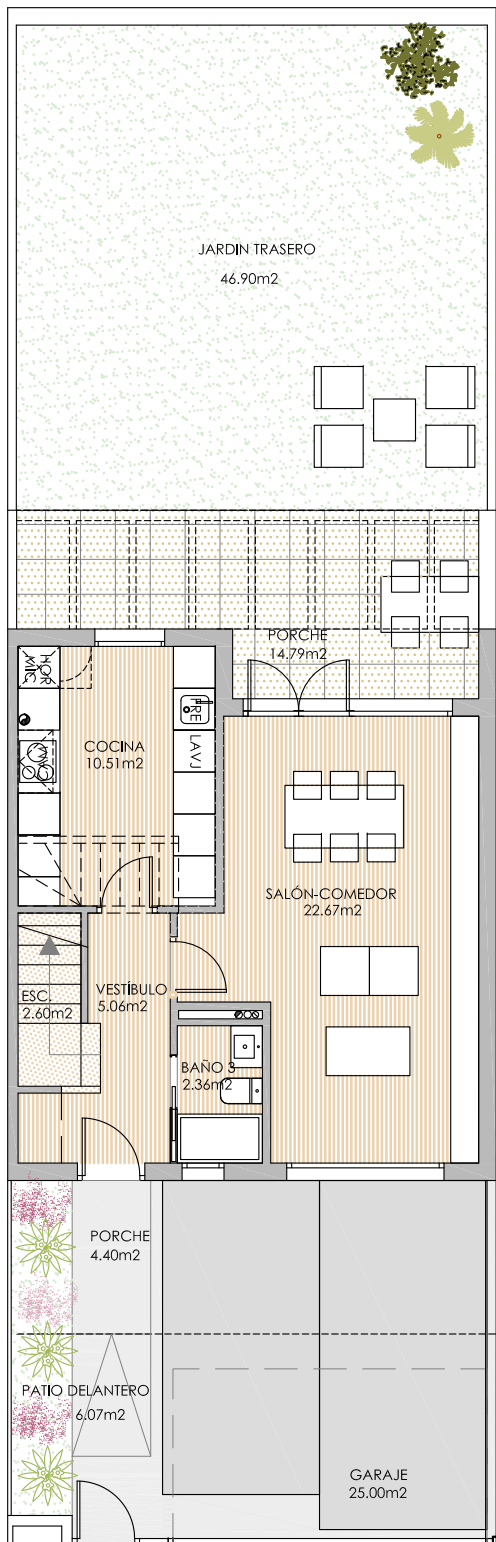 JARDIN TRASERO
46.90m2
PORCHE
14.79m2
HOR
MIC
FRE
LAVJ
COCINA
10.51m2
SALÓN-COMEDOR
22.67m2
VESTÍBULO
5.06m2
ESC.
2.60m2
BAÑO 3
2.36m2
PORCHE
4.40m2
PATIO DELANTERO
6.07m2
GARAJE
25.00m2